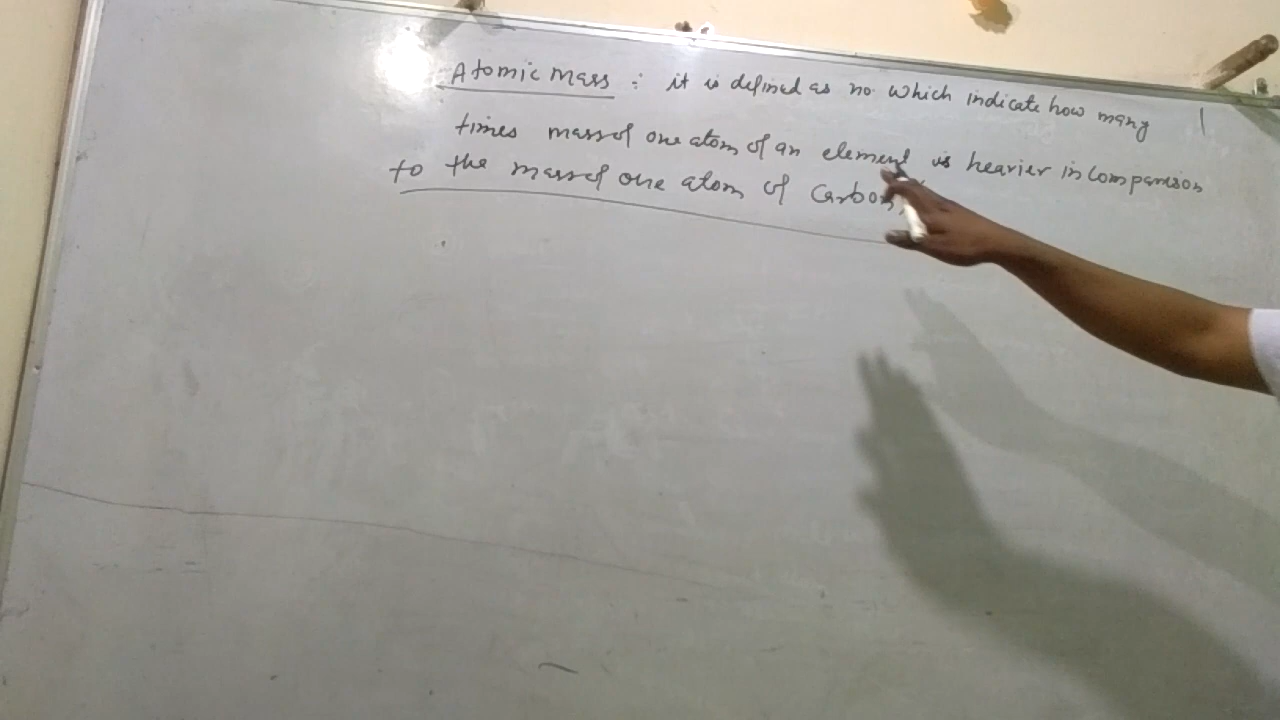 Atomic Mass : it is defined as no which indicate how many
times mass of one atom of an element is heavier in comparison
to the mass of one atom of Carbon